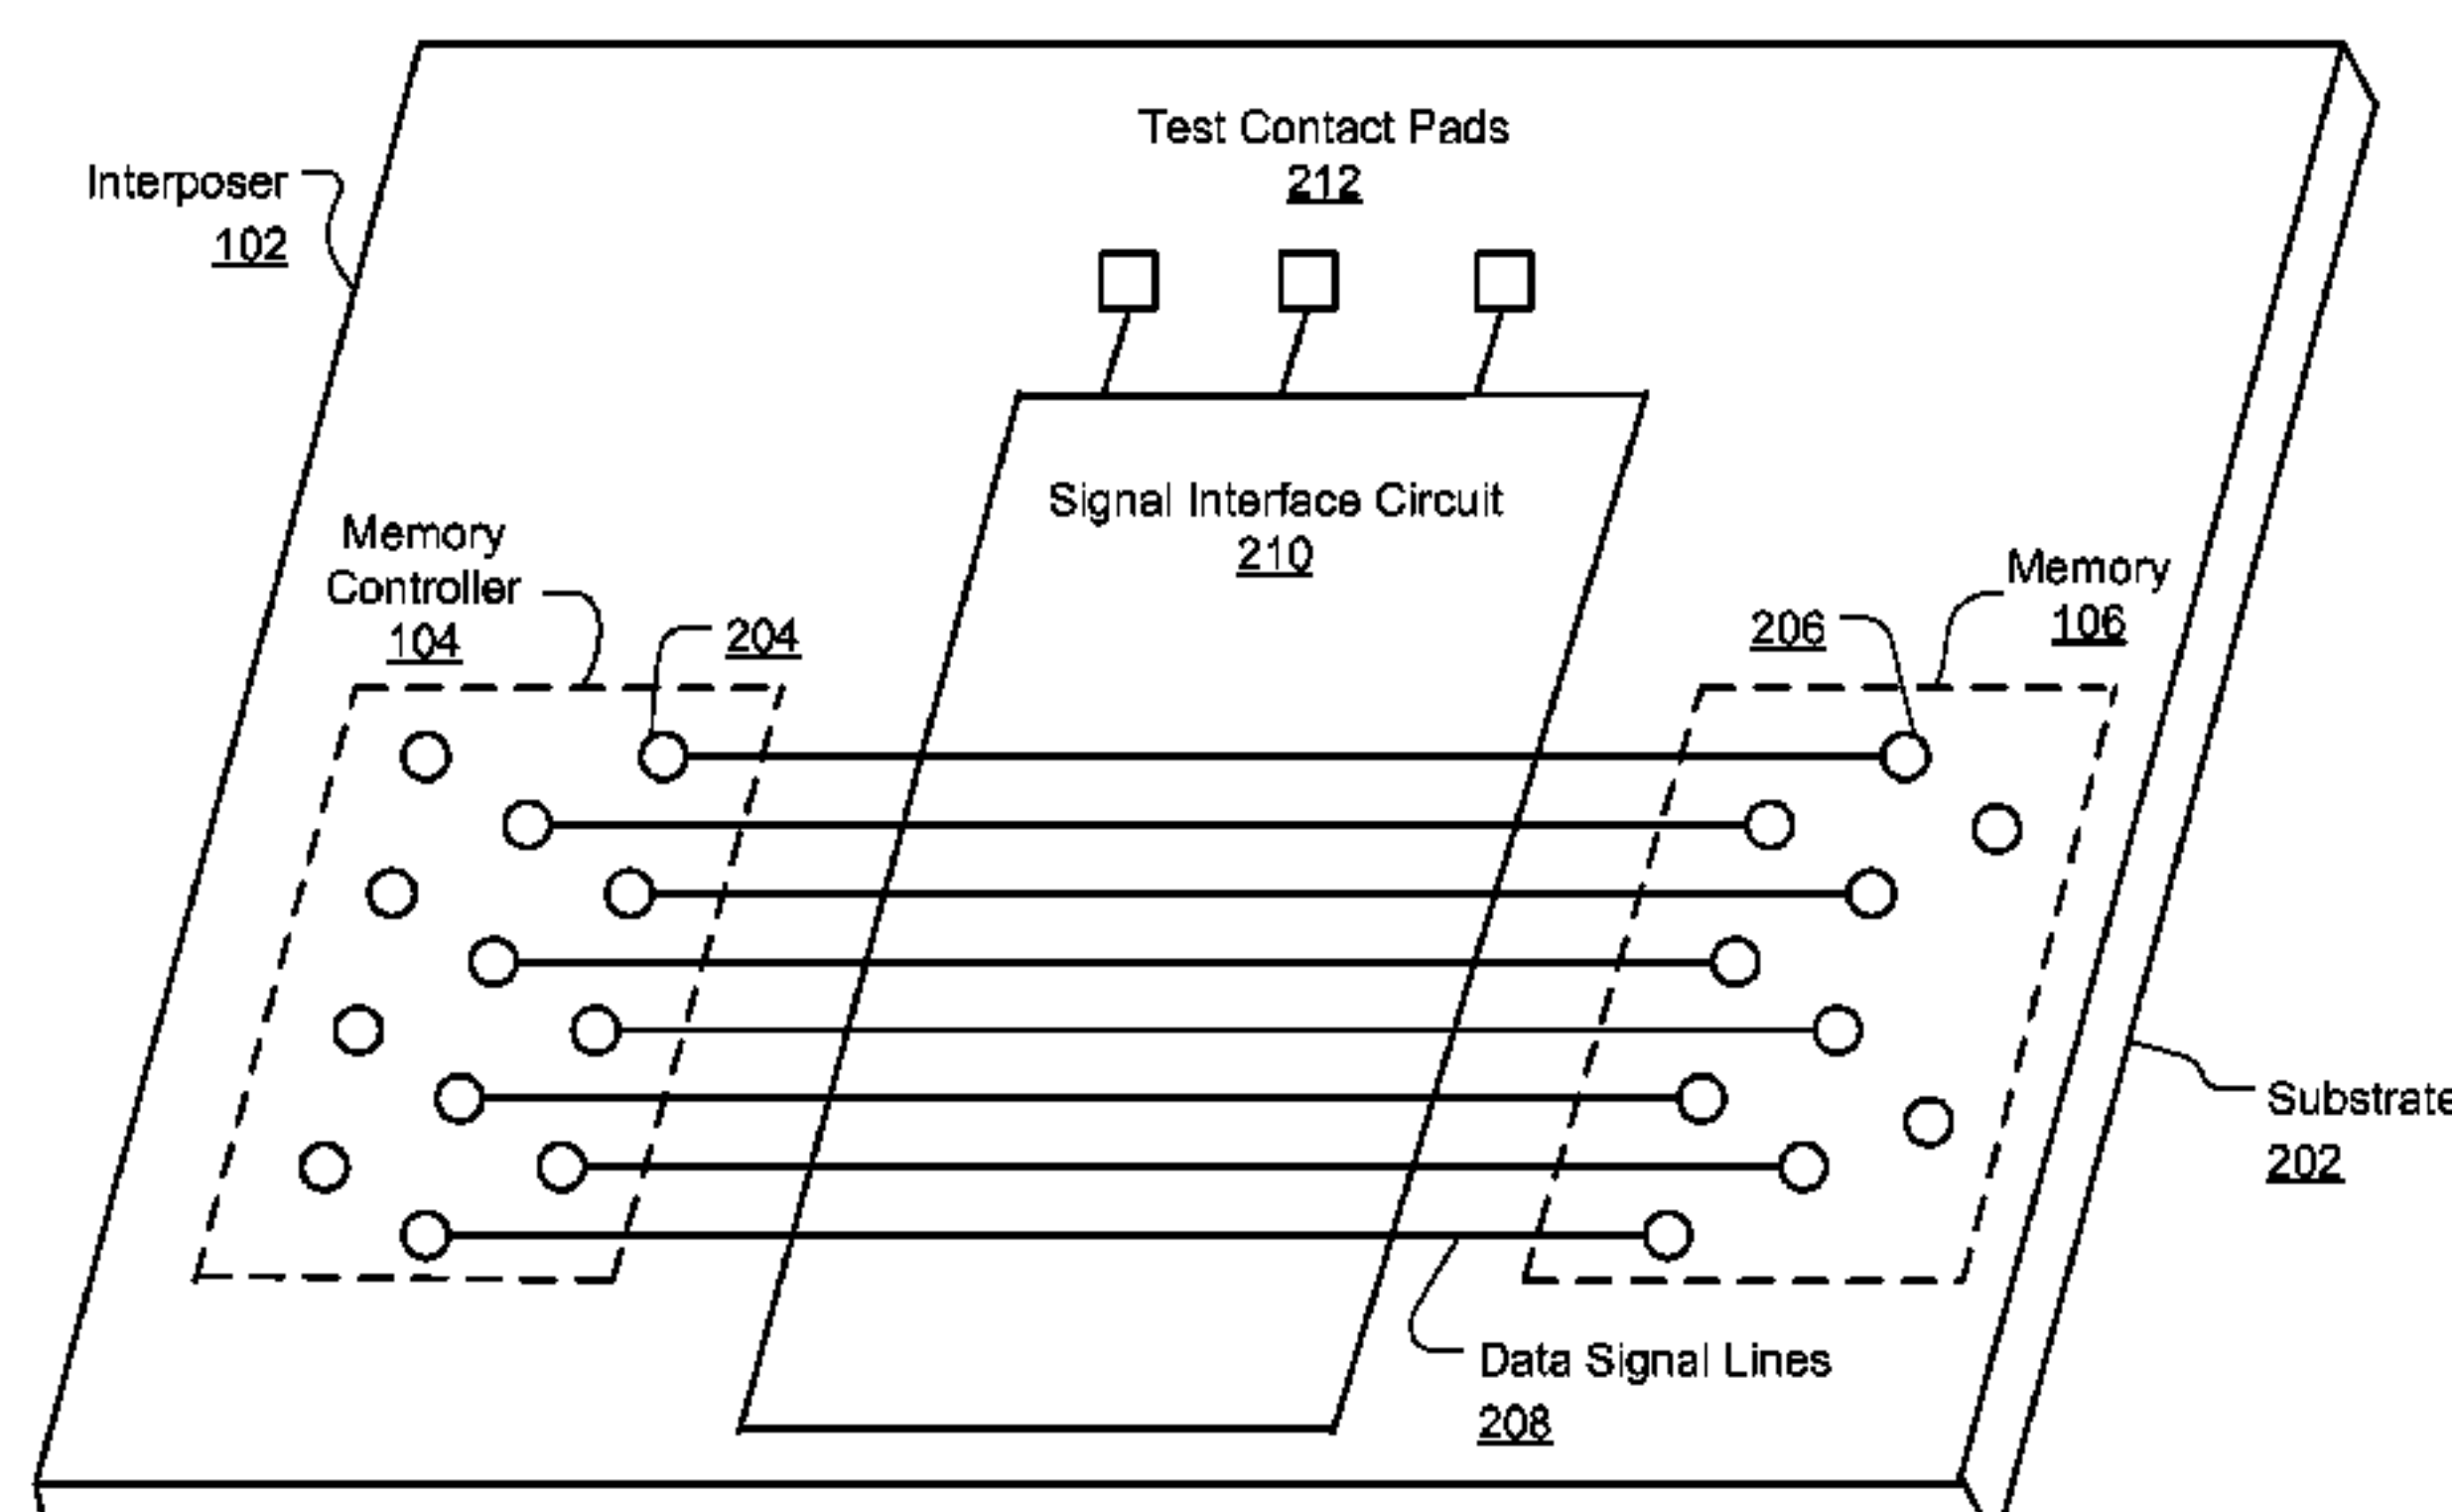 Test Contact Pads
212
Interposer
102
Signal Interface Circuit
210
Memory
Controller
104
204
206
Memory
106
Substrate
202
Data Signal Lines
208